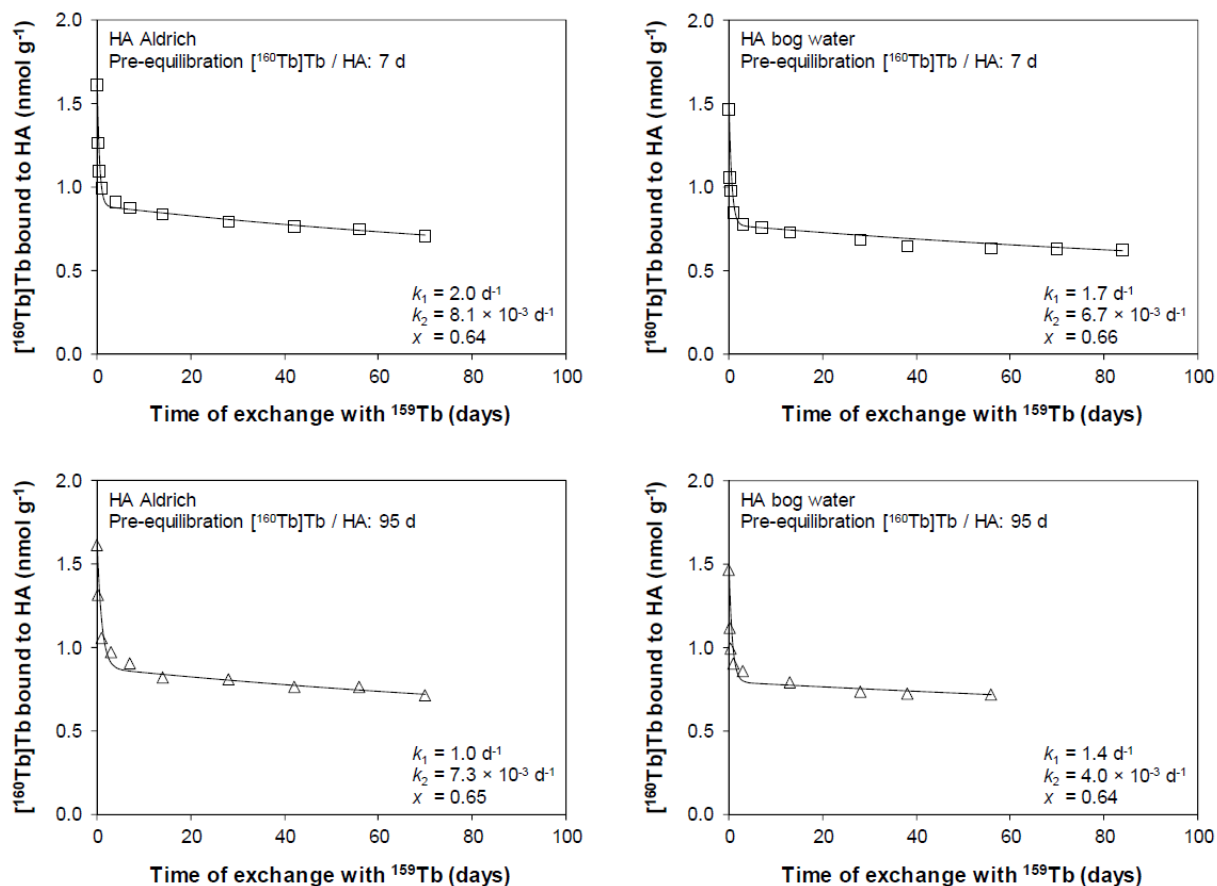 2.0
1.5
1.0
0.5
0.0
[¹⁶⁰Tb]Tb bound to HA (nmol g⁻¹)
HA Aldrich
Pre-equilibration [¹⁶⁰Tb]Tb / HA: 7 d
k₁ = 2.0 d⁻¹
k₂ = 8.1 × 10⁻³ d⁻¹
x = 0.64
0 20 40 60 80 100
Time of exchange with ¹⁵⁹Tb (days)
2.0
1.5
1.0
0.5
0.0
[¹⁶⁰Tb]Tb bound to HA (nmol g⁻¹)
HA bog water
Pre-equilibration [¹⁶⁰Tb]Tb / HA: 7 d
k₁ = 1.7 d⁻¹
k₂ = 6.7 × 10⁻³ d⁻¹
x = 0.66
0 20 40 60 80 100
Time of exchange with ¹⁵⁹Tb (days)
2.0
1.5
1.0
0.5
0.0
[¹⁶⁰Tb]Tb bound to HA (nmol g⁻¹)
HA Aldrich
Pre-equilibration [¹⁶⁰Tb]Tb / HA: 95 d
k₁ = 1.0 d⁻¹
k₂ = 7.3 × 10⁻³ d⁻¹
x = 0.65
0 20 40 60 80 100
Time of exchange with ¹⁵⁹Tb (days)
2.0
1.5
1.0
0.5
0.0
[¹⁶⁰Tb]Tb bound to HA (nmol g⁻¹)
HA bog water
Pre-equilibration [¹⁶⁰Tb]Tb / HA: 95 d
k₁ = 1.4 d⁻¹
k₂ = 4.0 × 10⁻³ d⁻¹
x = 0.64
0 20 40 60 80 100
Time of exchange with ¹⁵⁹Tb (days)